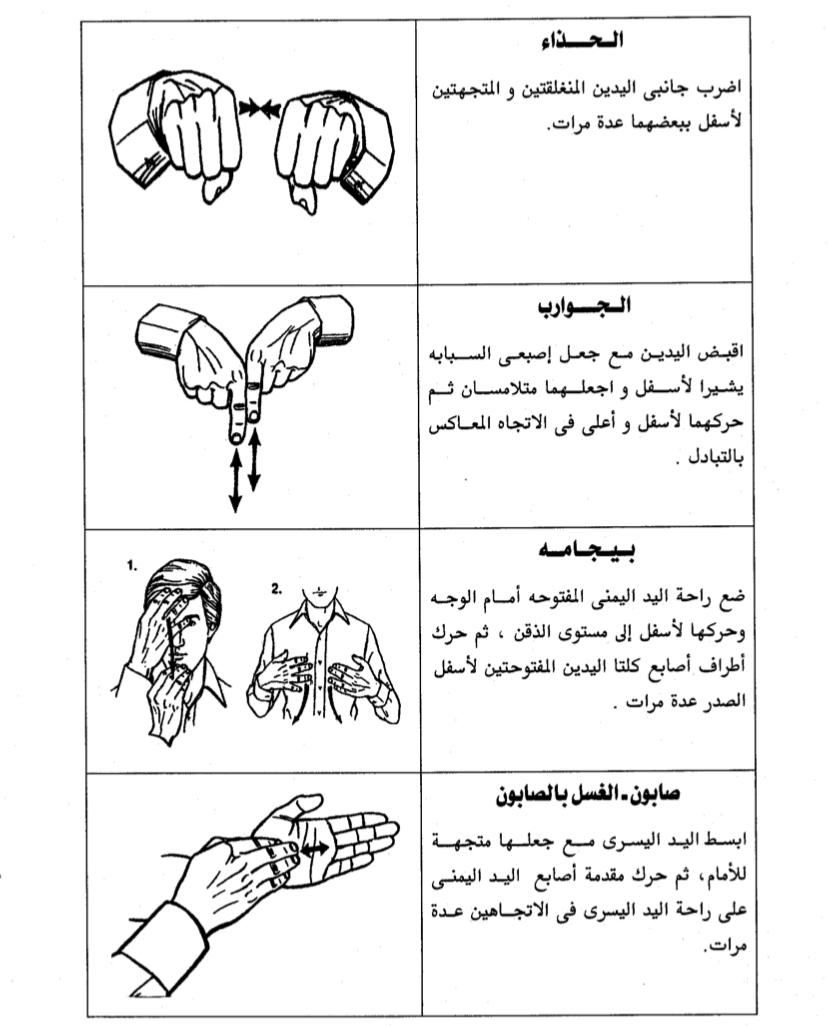 الحذاء
اضرب جانبى اليدين المنغلقتين و المتجهتين
لأسفل ببعضهما عدة مرات.
الجوارب
اقبض اليدين مع جعل إصبعى السبابه
يشيرا لأسفل و اجعلهما متلامسان ثم
حركهما لأسفل و أعلى فى الاتجاه المعاكس
بالتبادل .
بيجامه
1.
2.
ضع راحة اليد اليمنى المفتوحه أمام الوجه
وحركها لأسفل إلى مستوى الذقن ، ثم حرك
أطراف أصابع كلتا اليدين المفتوحتين لأسفل
الصدر عدة مرات .
صابون-الغسل بالصابون
ابسط اليد اليسرى مع جعلها متجهة
للأمام، ثم حرك مقدمة أصابع اليد اليمنى
على راحة اليد اليسرى فى الاتجاهين عدة
مرات.